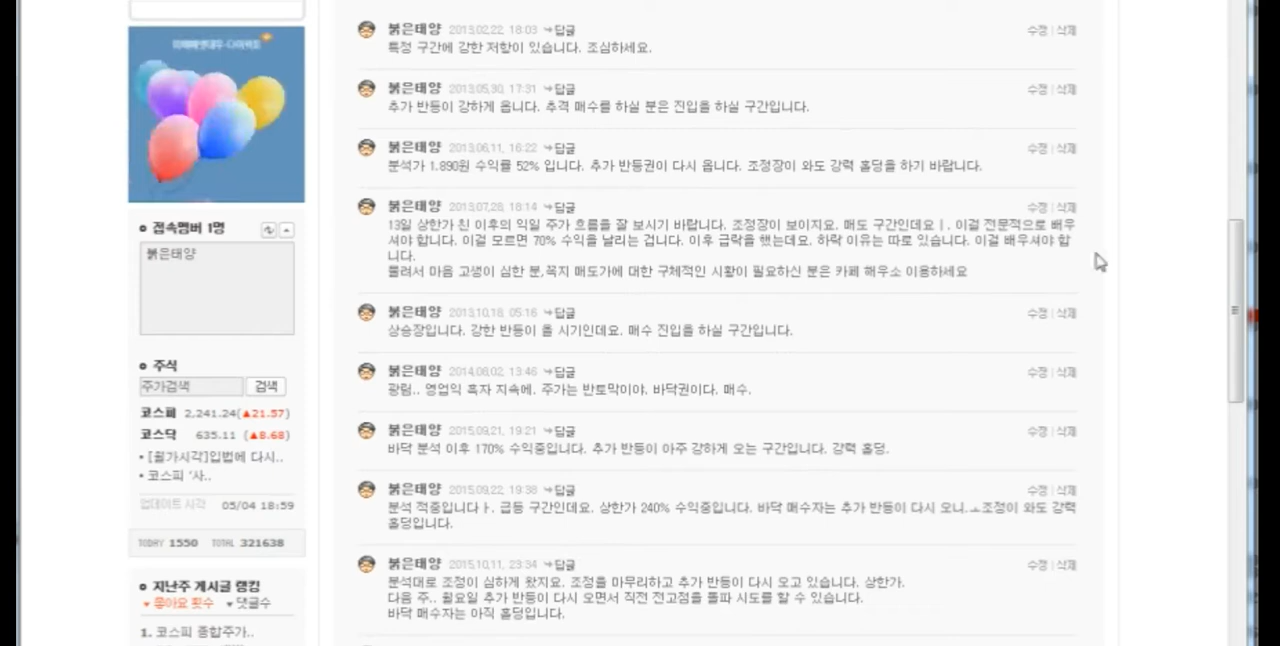 붉은태양 2013.02.22. 18:03 답글 수정 | 삭제
특정 구간에 강한 저항이 있습니다. 조심하세요.
붉은태양 2013.05.30. 17:31 답글 수정 | 삭제
추가 반등이 강하게 옵니다. 추격 매수를 하실 분은 진입을 하실 구간입니다.
붉은태양 2013.06.11. 16:22 답글 수정 | 삭제
분석가 1.890원 수익률 52% 입니다. 추가 반등권이 다시 옵니다. 조정장이 와도 강력 홀딩을 하기 바랍니다.
붉은태양 2013.07.28. 18:14 답글 수정 | 삭제
13일 상한가 친 이후의 익일 주가 흐름을 잘 보시기 바랍니다. 조정장이 보이지요. 매도 구간인데요ㅣ. 이걸 전문적으로 배우
셔야 합니다. 이걸 모르면 70% 수익을 날리는 겁니다. 이후 급락을 했는데요. 하락 이유는 따로 있습니다. 이걸 배우셔야 합
니다.
물려서 마음 고생이 심한 분,꼭지 매도가에 대한 구체적인 시황이 필요하신 분은 카페 해우소 이용하세요
붉은태양 2013.10.18. 05:16 답글 수정 | 삭제
상승장입니다. 강한 반등이 올 시기인데요. 매수 진입을 하실 구간입니다.
붉은태양 2014.06.02. 13:46 답글 수정 | 삭제
광림.. 영업익 흑자 지속에. 주가는 반토막이야. 바닥권이다. 매수.
붉은태양 2015.09.21. 19:21 답글 수정 | 삭제
바닥 분석 이후 170% 수익중입니다. 추가 반등이 아주 강하게 오는 구간입니다. 강력 홀딩.
붉은태양 2015.09.22. 19:38 답글 수정 | 삭제
분석 적중입니다ㅏ. 급등 구간인데요. 상한가 240% 수익중입니다. 바닥 매수자는 추가 반등이 다시 오니.ㅗ조정이 와도 강력
홀딩입니다.
붉은태양 2015.10.11. 23:34 답글 수정 | 삭제
분석대로 조정이 심하게 왔지요. 조정을 마무리하고 추가 반등이 다시 오고 있습니다. 상한가.
다음 주.. 월요일 추가 반등이 다시 오면서 직전 전고점을 돌파 시도를 할 수 있습니다.
바닥 매수자는 아직 홀딩입니다.
접속멤버 1명
붉은태양
주식
주가검색 검색
코스피 2,241.24(▲21.57)
코스닥 635.11 (▲8.68)
• [월가시각]입법에 다시..
• 코스피 '사..
업데이트 시각 05/04 18:59
TODAY 1550 TOTAL 321638
지난주 게시글 랭킹
▼좋아요 횟수 ▼댓글수
1. 코스피 종합주가..